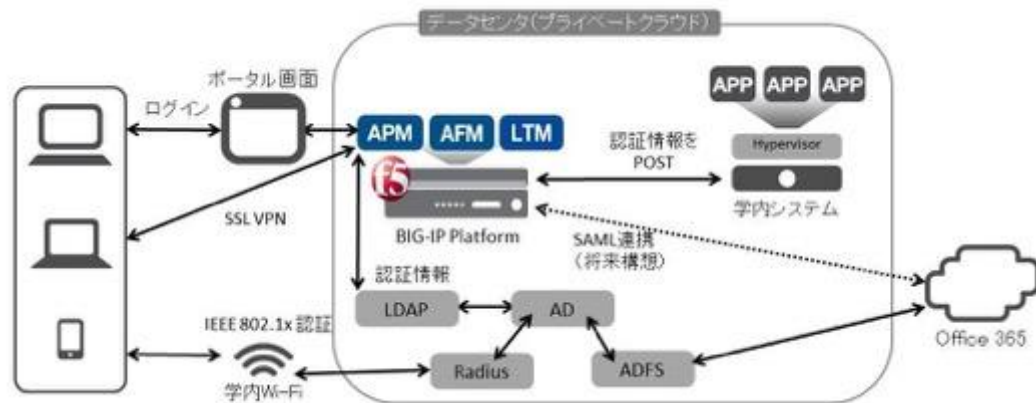 データセンタ(プライベートクラウド)
ポータル画面
ログイン
APM
AFM
LTM
APP
APP
APP
Hypervisor
認証情報を
POST
学内システム
f5
BIG-IP Platform
SSL VPN
SAML連携
(将来構想)
認証情報
LDAP
AD
IEEE 802.1x 認証
Radius
ADFS
学内Wi-Fi
Office 365